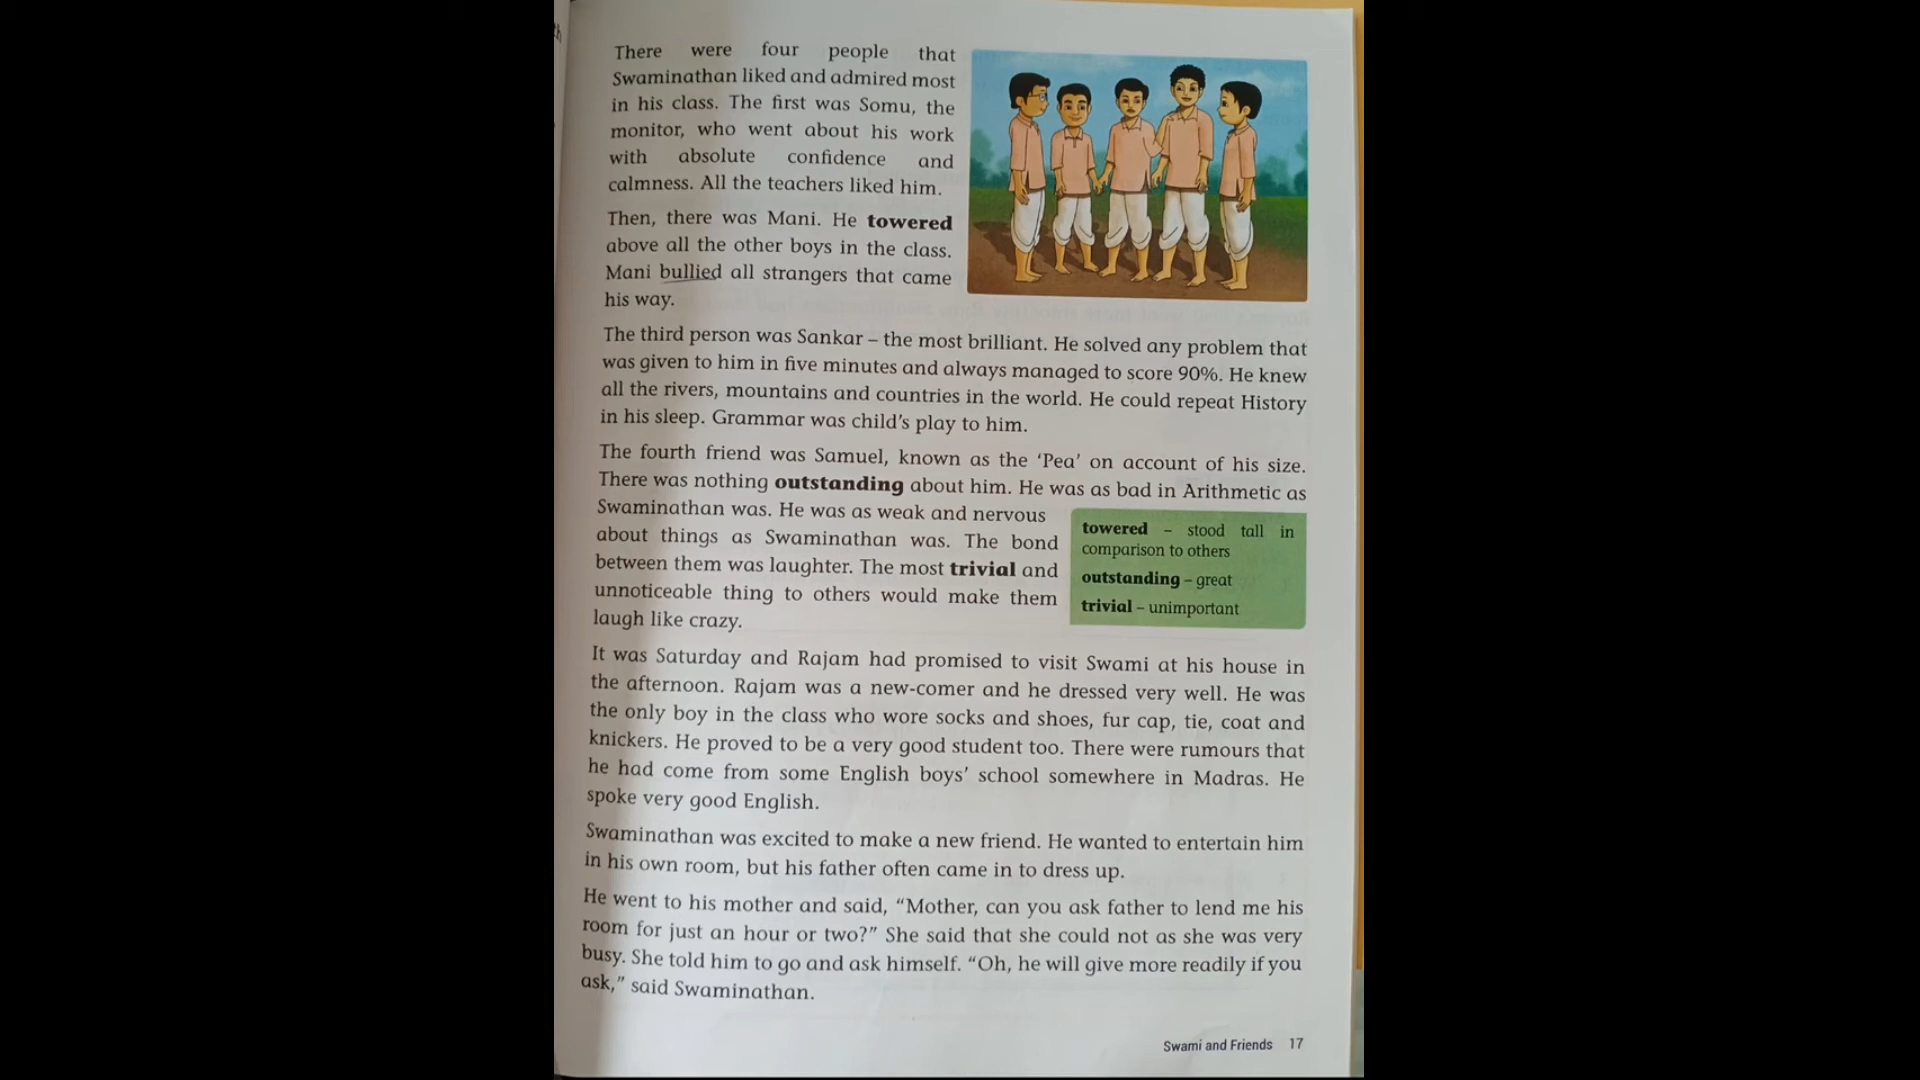 There were four people that
Swaminathan liked and admired most
in his class. The first was Somu, the
monitor, who went about his work
with absolute confidence and
calmness. All the teachers liked him.
Then, there was Mani. He towered
above all the other boys in the class.
Mani bullied all strangers that came
his way.
The third person was Sankar – the most brilliant. He solved any problem that
was given to him in five minutes and always managed to score 90%. He knew
all the rivers, mountains and countries in the world. He could repeat History
in his sleep. Grammar was child's play to him.
The fourth friend was Samuel, known as the ‘Pea’ on account of his size.
There was nothing outstanding about him. He was as bad in Arithmetic as
Swaminathan was. He was as weak and nervous
about things as Swaminathan was. The bond
between them was laughter. The most trivial and
unnoticeable thing to others would make them
laugh like crazy.
towered – stood tall in
comparison to others
outstanding – great
trivial – unimportant
It was Saturday and Rajam had promised to visit Swami at his house in
the afternoon. Rajam was a new-comer and he dressed very well. He was
the only boy in the class who wore socks and shoes, fur cap, tie, coat and
knickers. He proved to be a very good student too. There were rumours that
he had come from some English boys’ school somewhere in Madras. He
spoke very good English.
Swaminathan was excited to make a new friend. He wanted to entertain him
in his own room, but his father often came in to dress up.
He went to his mother and said, “Mother, can you ask father to lend me his
room for just an hour or two?” She said that she could not as she was very
busy. She told him to go and ask himself. “Oh, he will give more readily if you
ask,” said Swaminathan.
Swami and Friends 17